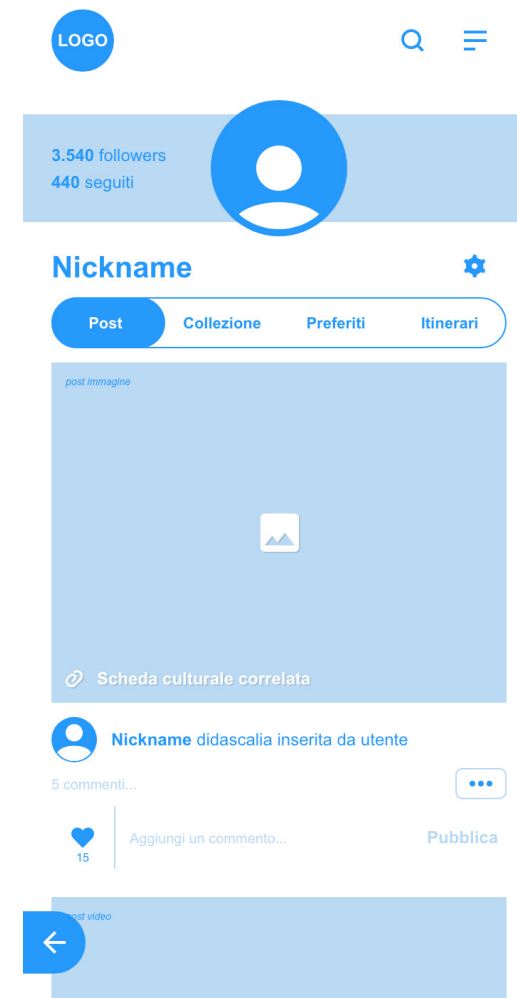 LOGO
3.540 followers
440 seguiti
Nickname
Post Collezione Preferiti Itinerari
post immagine
Scheda culturale correlata
Nickname didascalia inserita da utente
5 commenti...
15
Aggiungi un commento...
Pubblica
post video